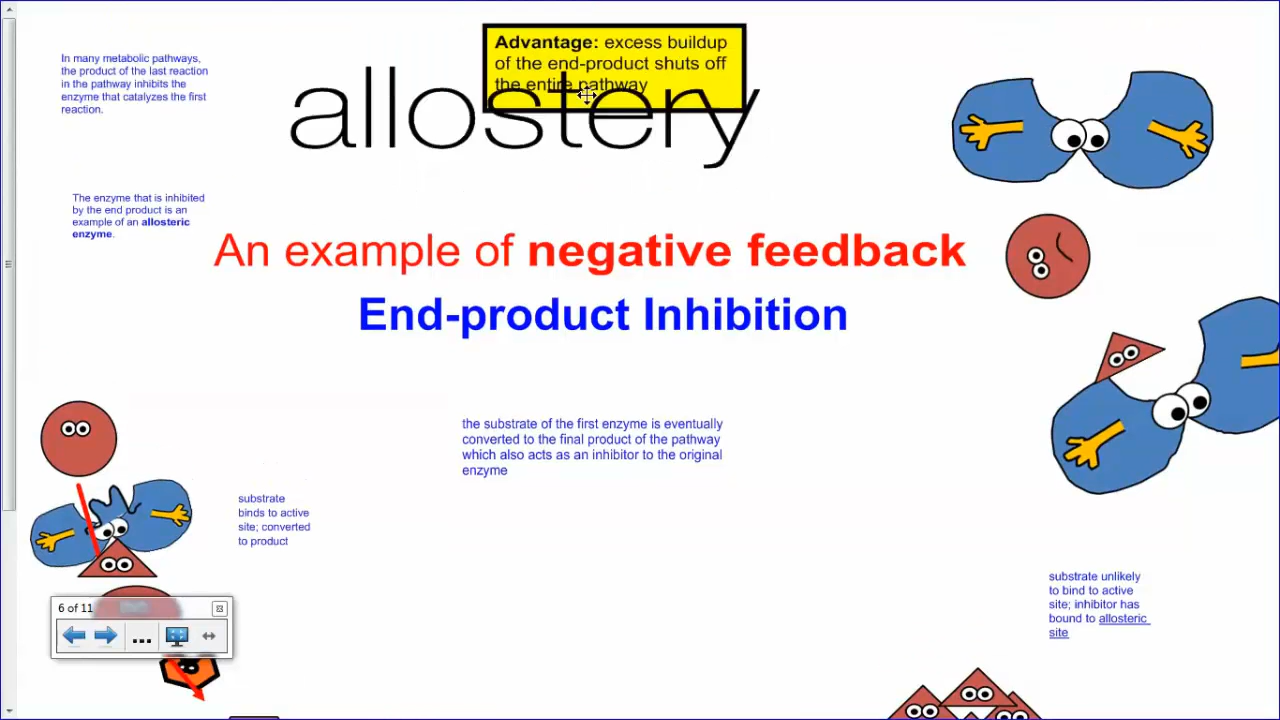 In many metabolic pathways,
the product of the last reaction
in the pathway inhibits the
enzyme that catalyzes the first
reaction.
Advantage: excess buildup
of the end-product shuts off
the entire pathway
allostery
The enzyme that is inhibited
by the end product is an
example of an allosteric
enzyme.
An example of negative feedback
End-product Inhibition
the substrate of the first enzyme is eventually
converted to the final product of the pathway
which also acts as an inhibitor to the original
enzyme
substrate
binds to active
site; converted
to product
substrate unlikely
to bind to active
site; inhibitor has
bound to allosteric
site
6 of 11